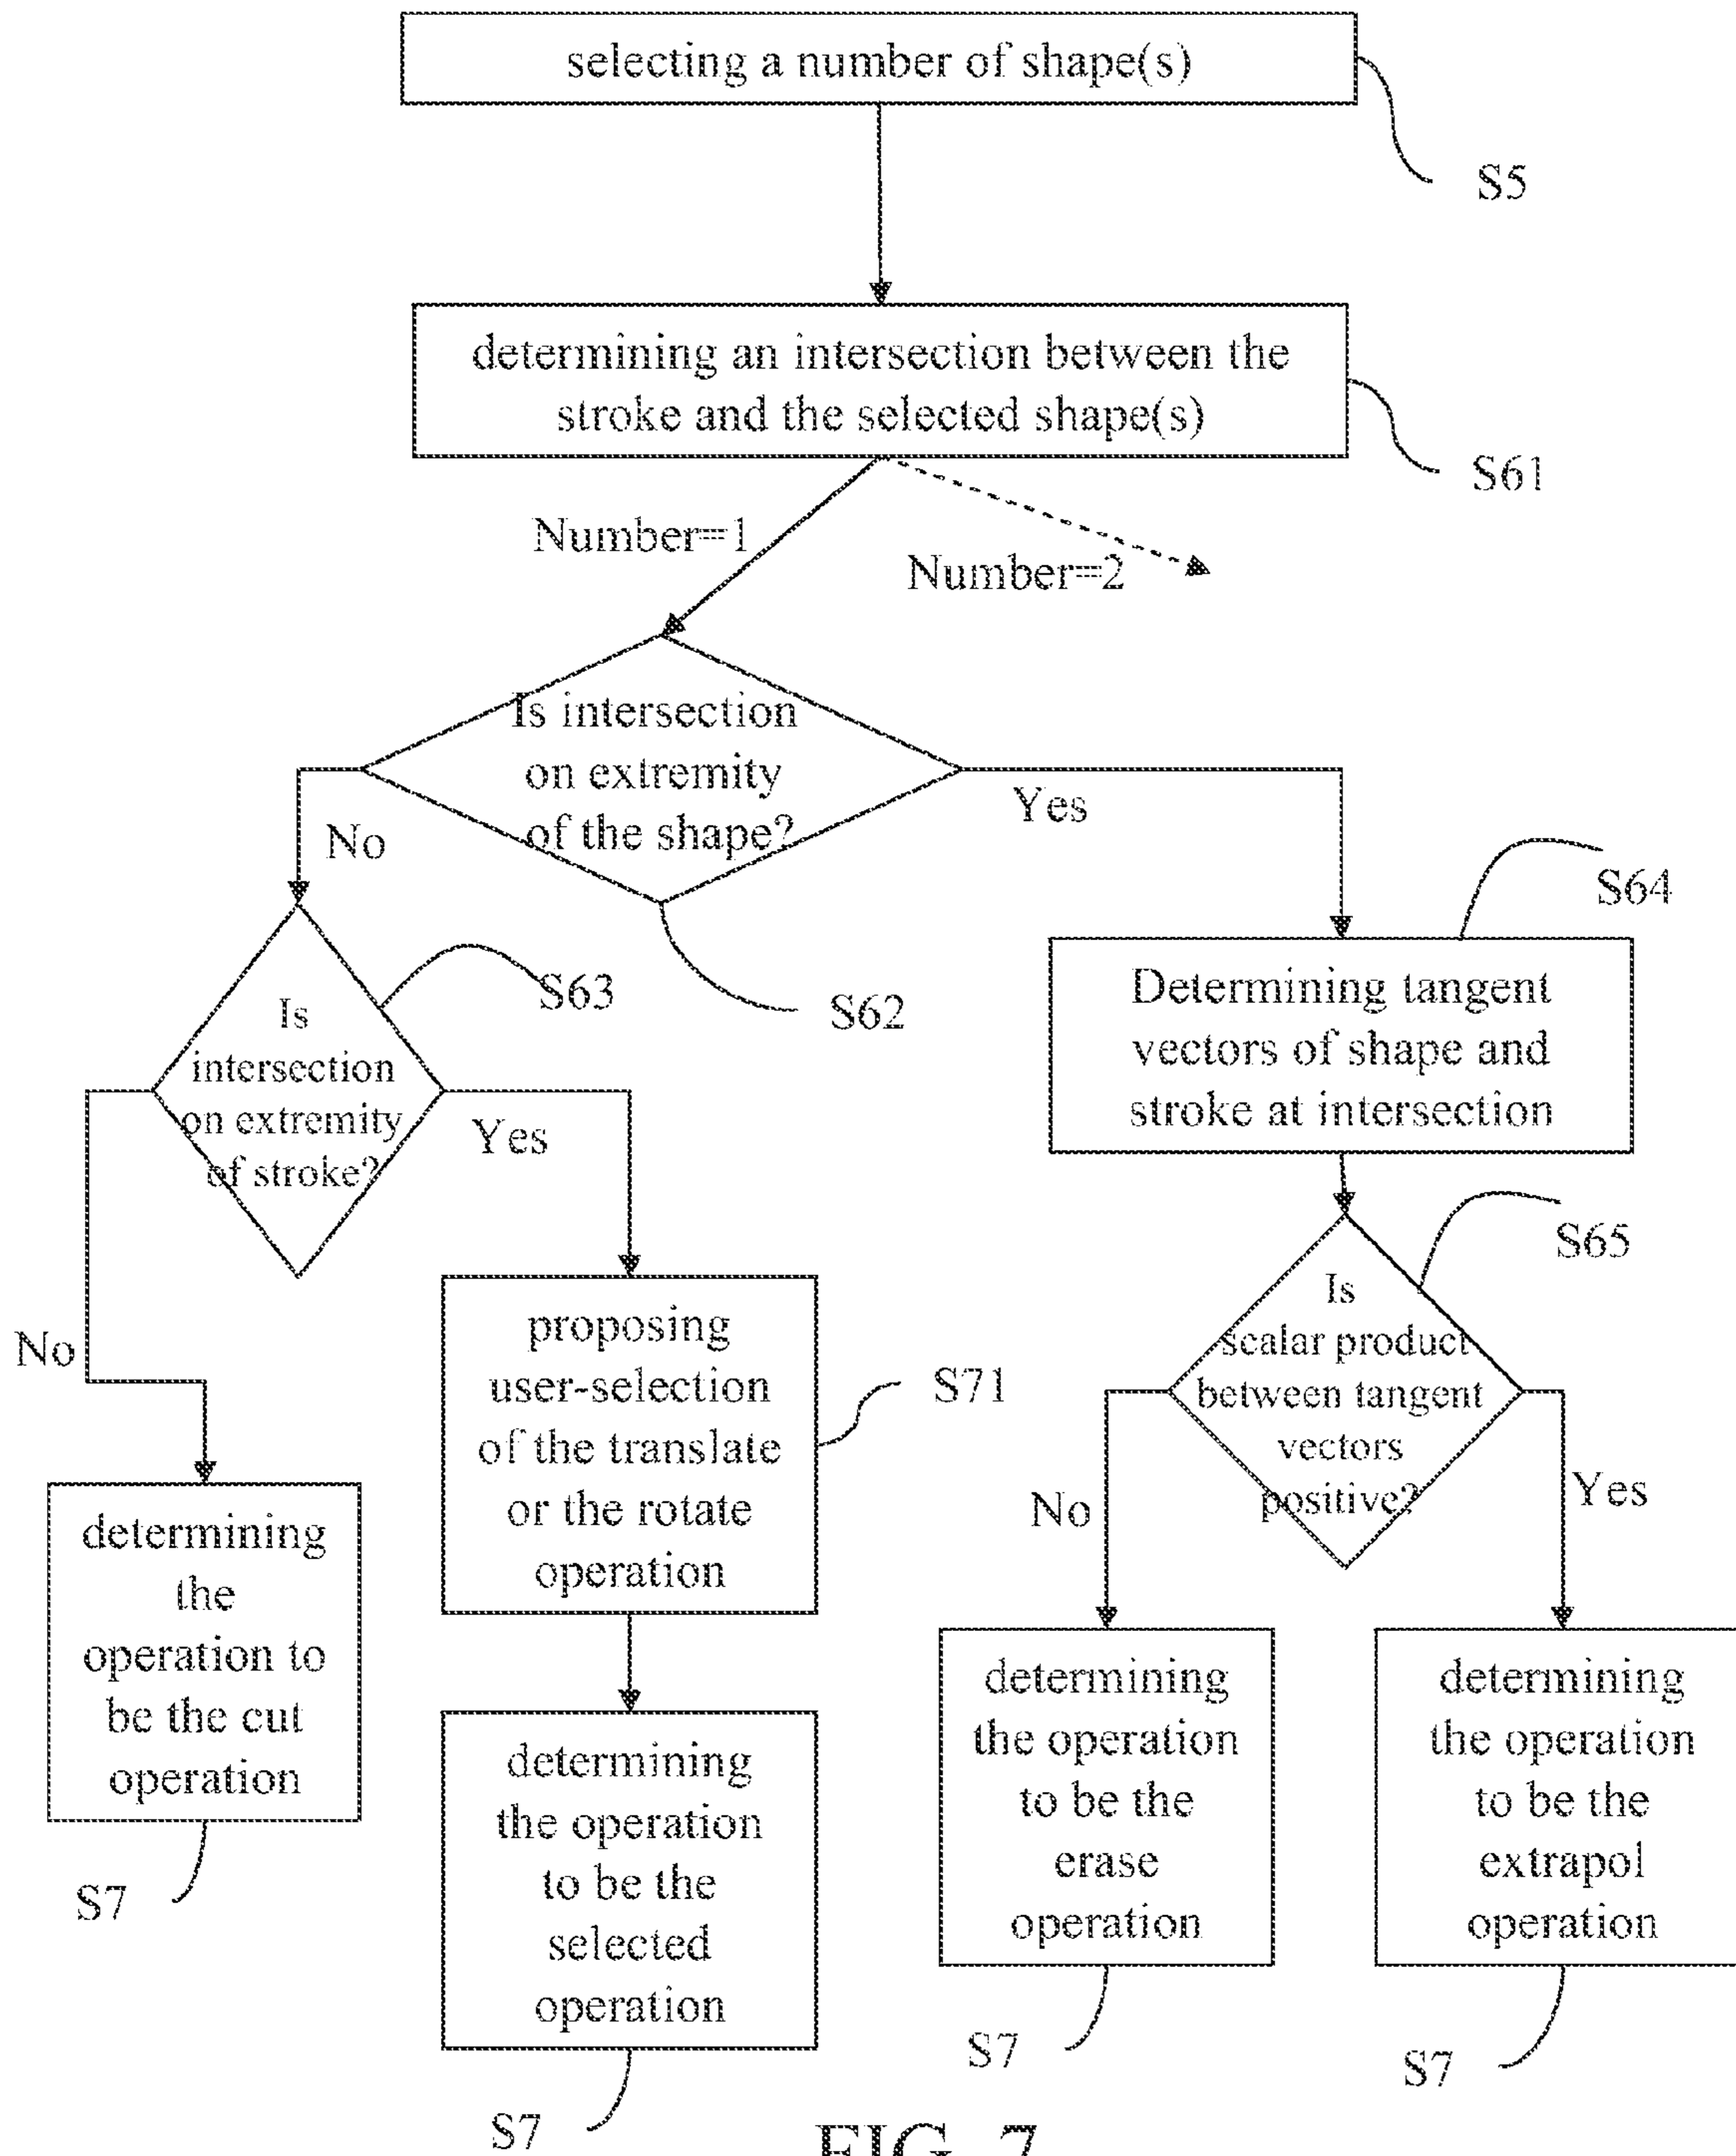 selecting a number of shape(s)
S5
determining an intersection between the
stroke and the selected shape(s)
S61
Number=1
Number=2
Is intersection
on extremity
of the shape?
No
Yes
S62
S63
S64
Is
intersection
on extremity
of stroke?
No
Yes
Determining tangent
vectors of shape and
stroke at intersection
S65
Is
scalar product
between tangent
vectors
positive?
No
Yes
proposing
user-selection
of the translate
or the rotate
operation
S71
determining
the
operation to
be the cut
operation
S7
determining
the operation
to be the
selected
operation
S7
determining
the operation
to be the
erase
operation
S7
determining
the operation
to be the
extrapol
operation
S7
FIG. 7